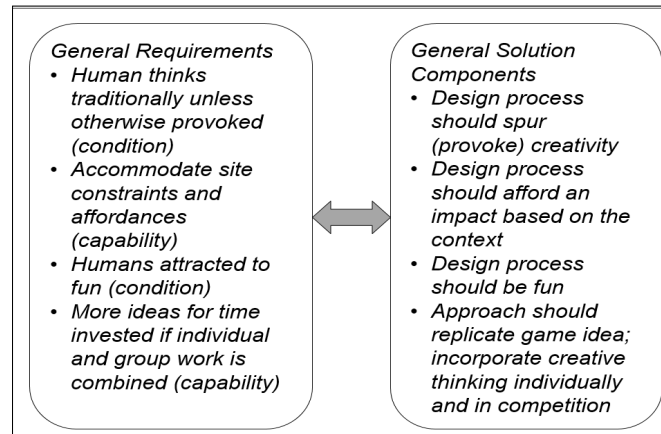 General Requirements
• Human thinks
traditionally unless
otherwise provoked
(condition)
• Accommodate site
constraints and
affordances
(capability)
• Humans attracted to
fun (condition)
• More ideas for time
invested if individual
and group work is
combined (capability)
General Solution
Components
• Design process
should spur
(provoke) creativity
• Design process
should afford an
impact based on the
context
• Design process
should be fun
• Approach should
replicate game idea;
incorporate creative
thinking individually
and in competition